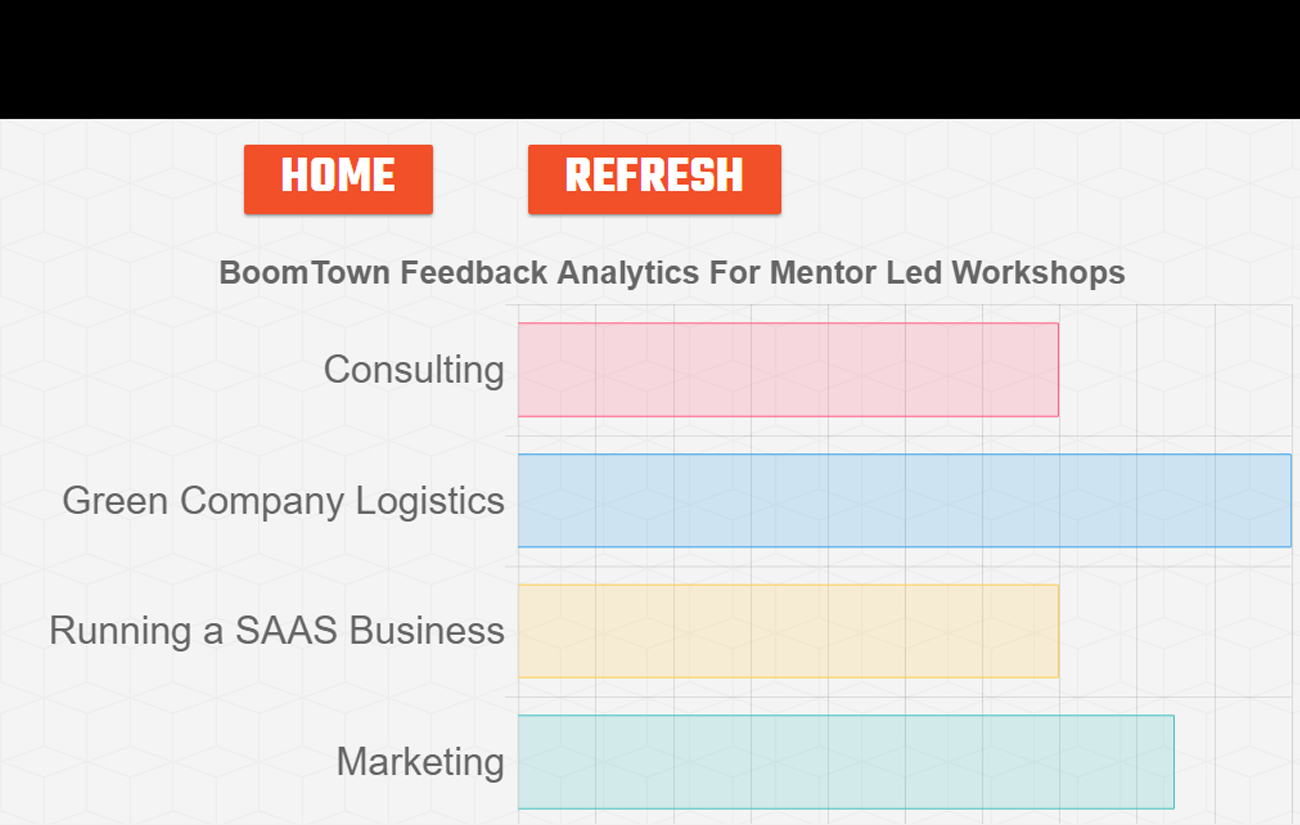 HOME REFRESH
BoomTown Feedback Analytics For Mentor Led Workshops
Consulting
Green Company Logistics
Running a SAAS Business
Marketing